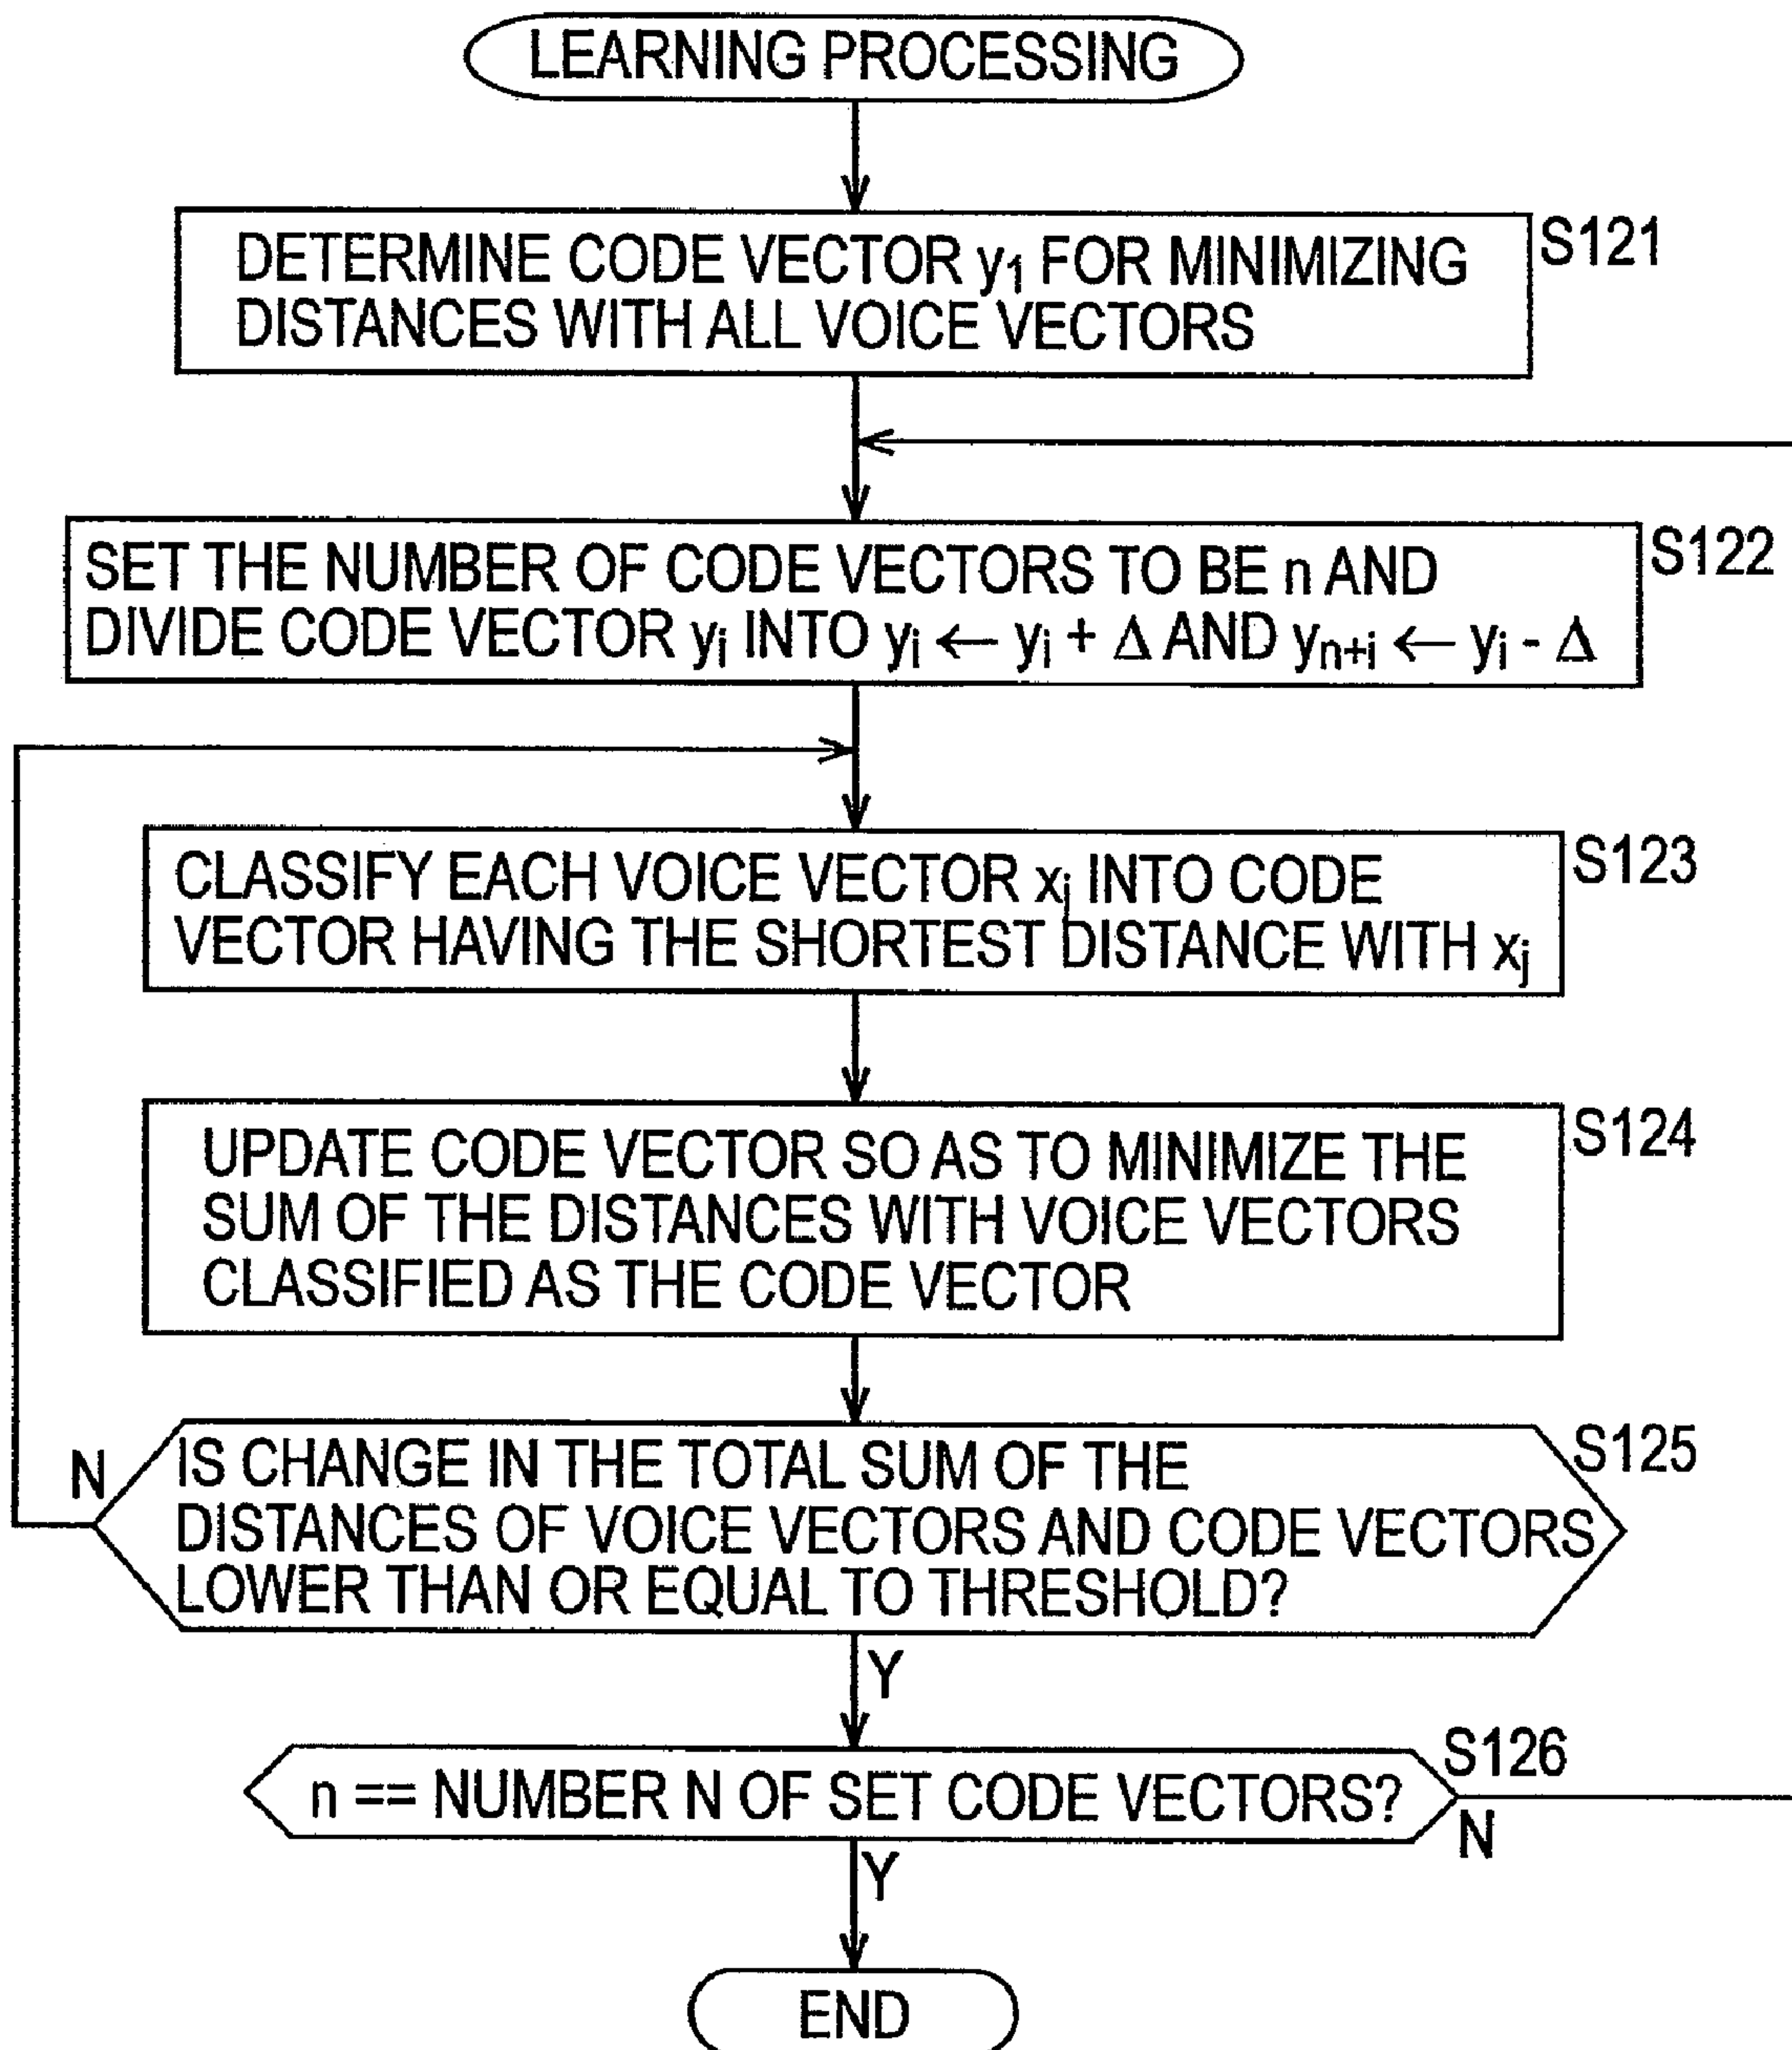 LEARNING PROCESSING
DETERMINE CODE VECTOR y₁ FOR MINIMIZING
DISTANCES WITH ALL VOICE VECTORS
S121
SET THE NUMBER OF CODE VECTORS TO BE n AND
DIVIDE CODE VECTOR yᵢ INTO yᵢ ← yᵢ + Δ AND yₙ₊ᵢ ← yᵢ - Δ
S122
CLASSIFY EACH VOICE VECTOR xⱼ INTO CODE
VECTOR HAVING THE SHORTEST DISTANCE WITH xⱼ
S123
UPDATE CODE VECTOR SO AS TO MINIMIZE THE
SUM OF THE DISTANCES WITH VOICE VECTORS
CLASSIFIED AS THE CODE VECTOR
S124
IS CHANGE IN THE TOTAL SUM OF THE
DISTANCES OF VOICE VECTORS AND CODE VECTORS
LOWER THAN OR EQUAL TO THRESHOLD?
S125
N
Y
n == NUMBER N OF SET CODE VECTORS?
S126
N
Y
END